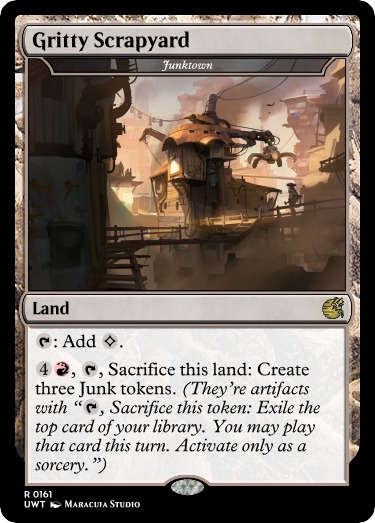 Gritty Scrapyard
Junktown
Land
: Add .
4 , , Sacrifice this land: Create
three Junk tokens. (They're artifacts
with “, Sacrifice this token: Exile the
top card of your library. You may play
that card this turn. Activate only as a
sorcery.”)
R 0161
UWT Maracuia Studio